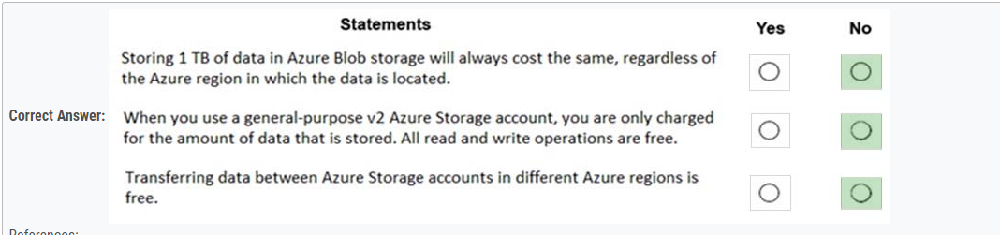 Statements Yes No
Storing 1 TB of data in Azure Blob storage will always cost the same, regardless of
the Azure region in which the data is located.
Correct Answer:
When you use a general-purpose v2 Azure Storage account, you are only charged
for the amount of data that is stored. All read and write operations are free.
Transferring data between Azure Storage accounts in different Azure regions is
free.